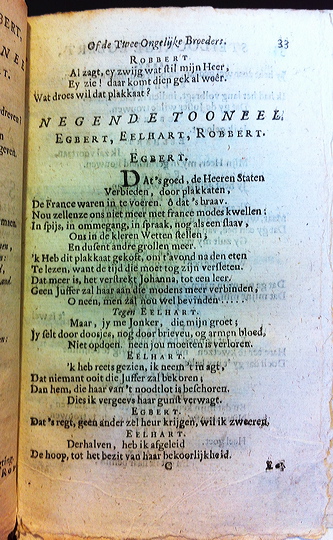 Of de Twee Ongelijke Broeders. 33
ROBBERT.
Al zagt, ey zwijg wat stil mijn Heer,
Ey zie! daar komt dien gek al woêr.
Wat droes wil dat plakkaat?
NEGENDE TOONEEL.
EGBERT, EELHART, ROBBERT.
EGBERT.
DAt's goed, de Heeren Staten
Verbieden, door plakkaten,
De France waren in te voeren. ô dat 's braav.
Nou zellenze ons niet meer met france modes kwellen;
In spijs, in ommegang, in spraak, nog als een slaav,
Ons in de kleren Wetten stellen;
En dusent andre grollen meer.
'k Heb dit plakkaat gekoft, om t'avond na den eten
Te lezen, want de tijd die moet tog zijn versleten.
Dat meer is, het verstrekt Johanna, tot een leer.
Geen Juffer zal haar aan die modens meer verbinden,
O neen, men zal nou wel bevinden -----
Tegen EELHART.
Maar, jy me Jonker, die mijn groet;
Jy selt door doosjes, nog door brieven, og armen bloed,
Niet opdoen. neen jou moeiten is verloren.
EELHART.
'k heb reets gezien, ik neem 't in agt,
Dat niemant ooit die Juffer zal bekoren;
Dan hem, die haar van 't noodlot is beschoren.
Dies ik vergeevs haar gunst verwagt.
EGBERT.
Dat's regt, geen ander zel heur krijgen, wil ik zweeren,
EELHART.
Derhalven, heb ik afgeleid
De hoop, tot het bezit van haar bekoorlijkheid.
C